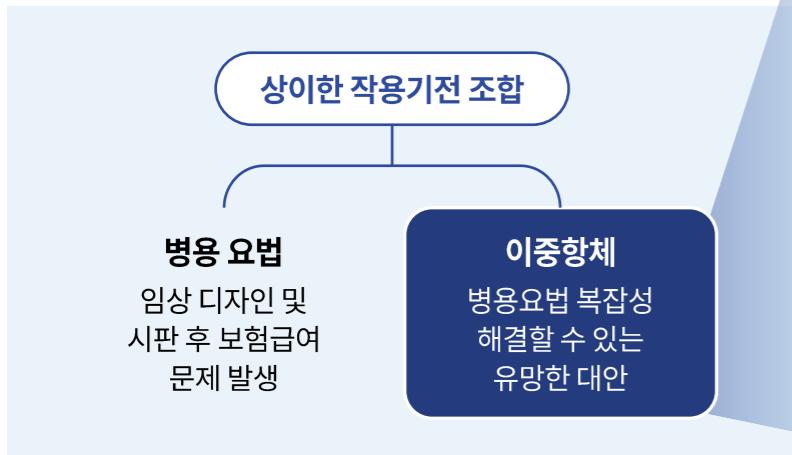 상이한 작용기전 조합
병용 요법
임상 디자인 및
시판 후 보험급여
문제 발생
이중항체
병용요법 복잡성
해결할 수 있는
유망한 대안